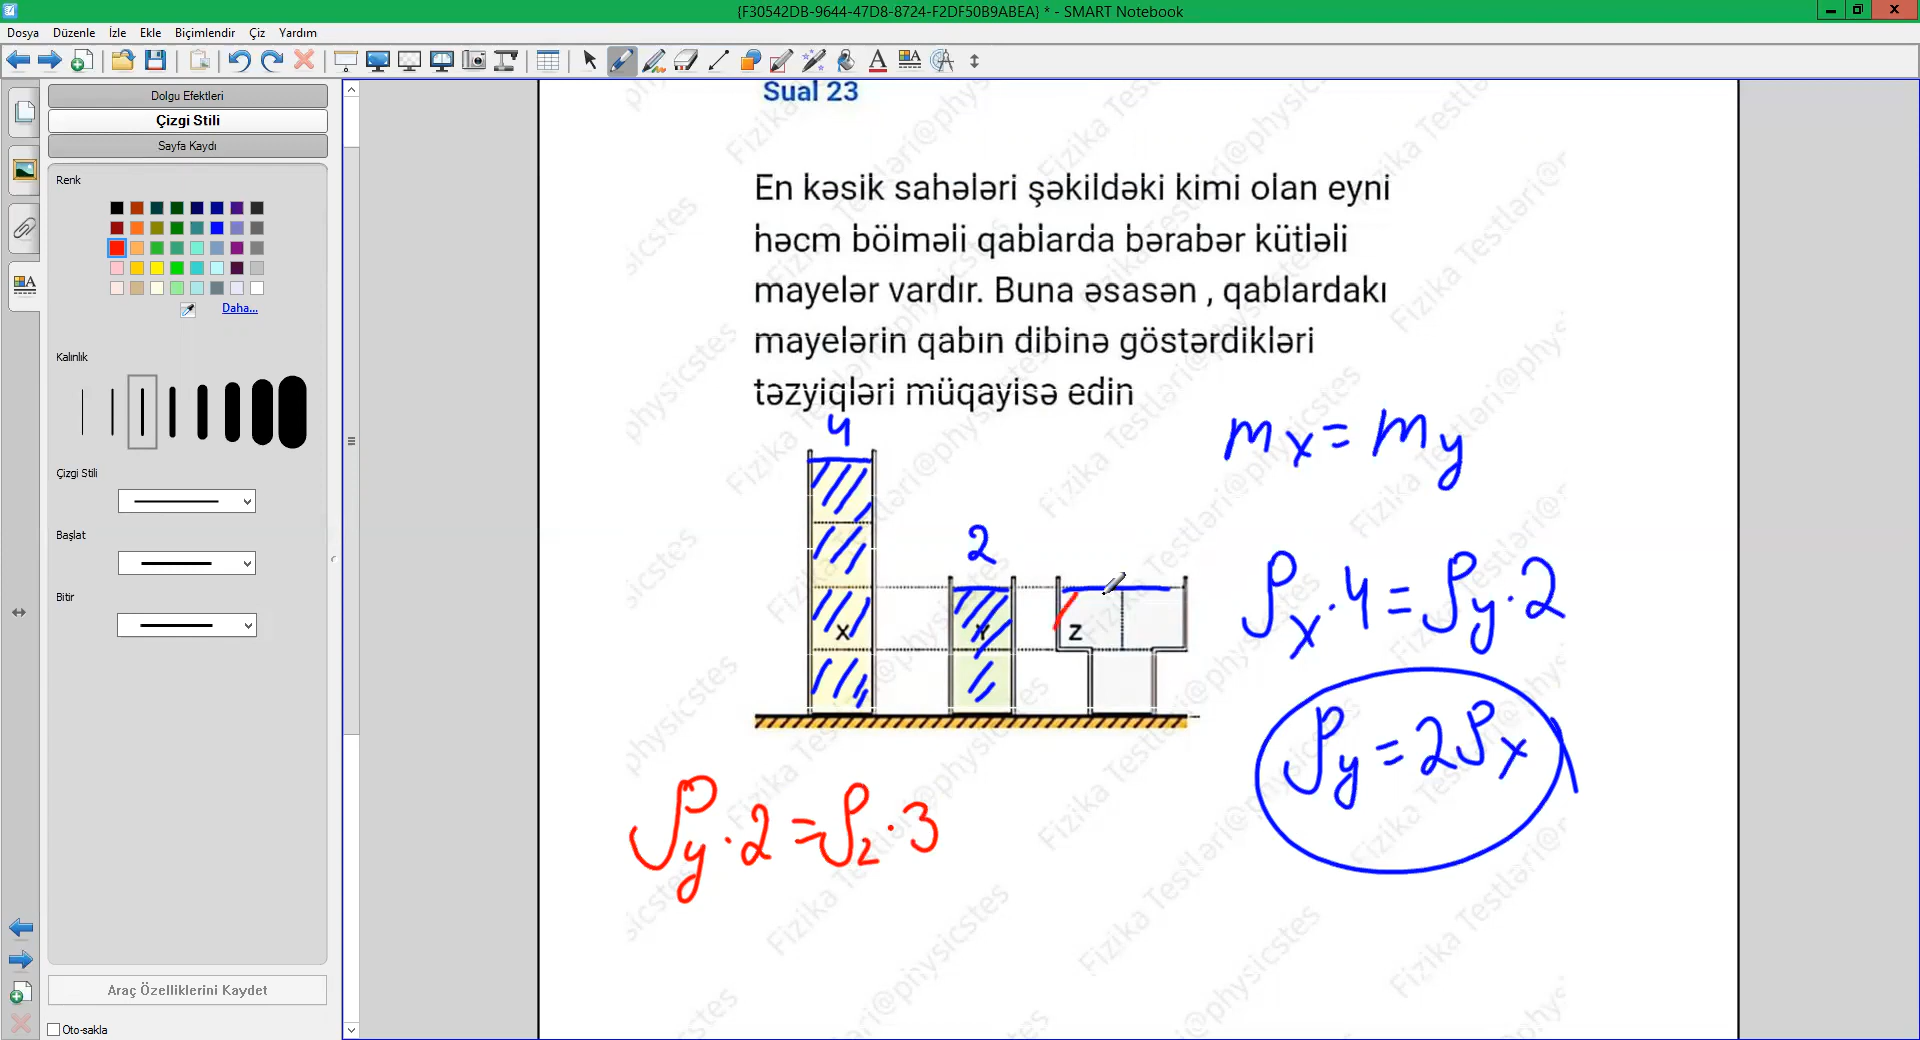 {F30542DB-9644-47D8-8724-F2DF50B9ABEA} * - SMART Notebook
Dosya Düzenle İzle Ekle Biçimlendir Çiz Yardım
Dolgu Efektleri
Çizgi Stili
Sayfa Kaydı
Renk
Daha...
Kalınlık
Çizgi Stili
Başlat
Bitir
Araç Özelliklerini Kaydet
Oto-sakla
Sual 23
En kəsik sahələri şəkildəki kimi olan eyni
həcm bölməli qablarda bərabər kütləli
mayelər vardır. Buna əsasən , qablardakı
mayelərin qabın dibinə göstərdikləri
təzyiqləri müqayisə edin
4
2
X
Y
Z
mx = my
ρx · 4 = ρy · 2
ρy = 2ρx
ρy · 2 = ρz · 3
Fizika Testləri@physicstes